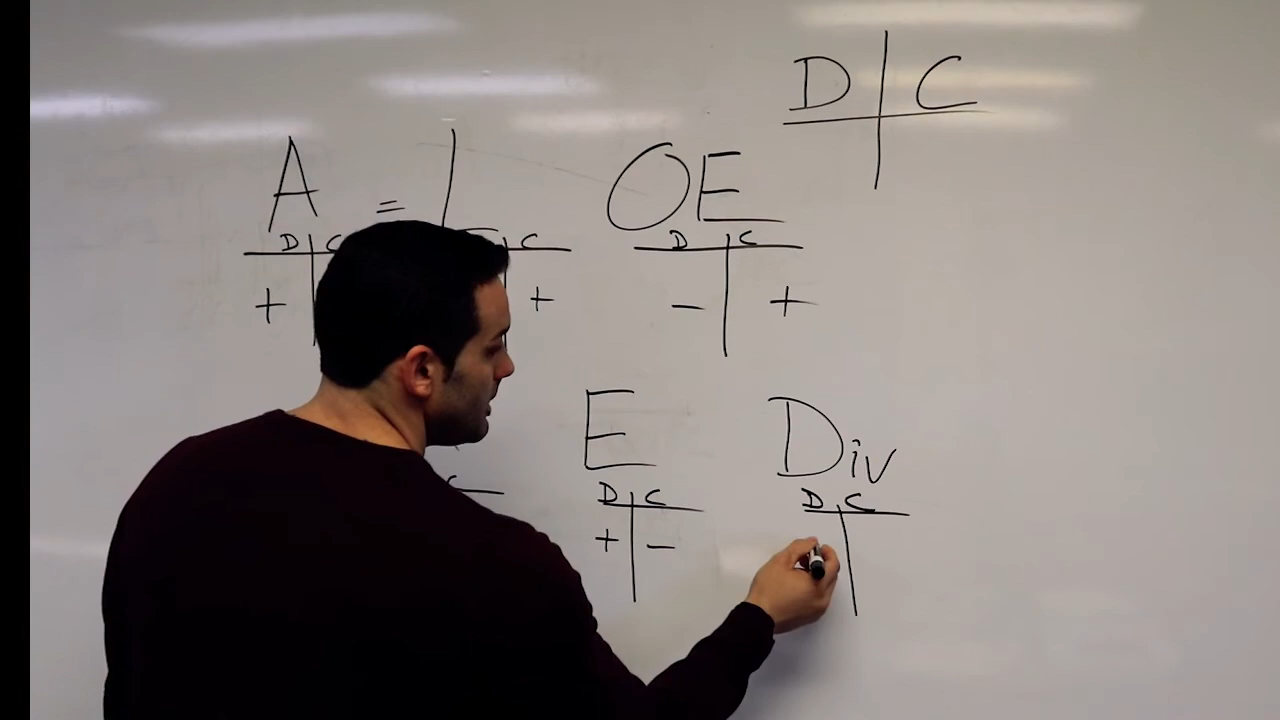 D C
A = L OE
D C C D C
+ + - +
E Div
C D C D C
+ -